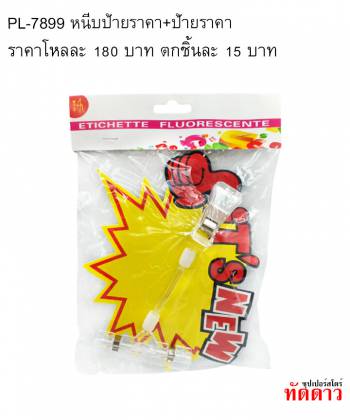 PL-7899 หนีบป้ายราคา+ป้ายราคา
ราคาโหลละ 180 บาท ตกชิ้นละ 15 บาท
ETICHETTE FLUORESCENTE
IT'S NEW
ซุปเปอร์สโตร์
ทัดดาว